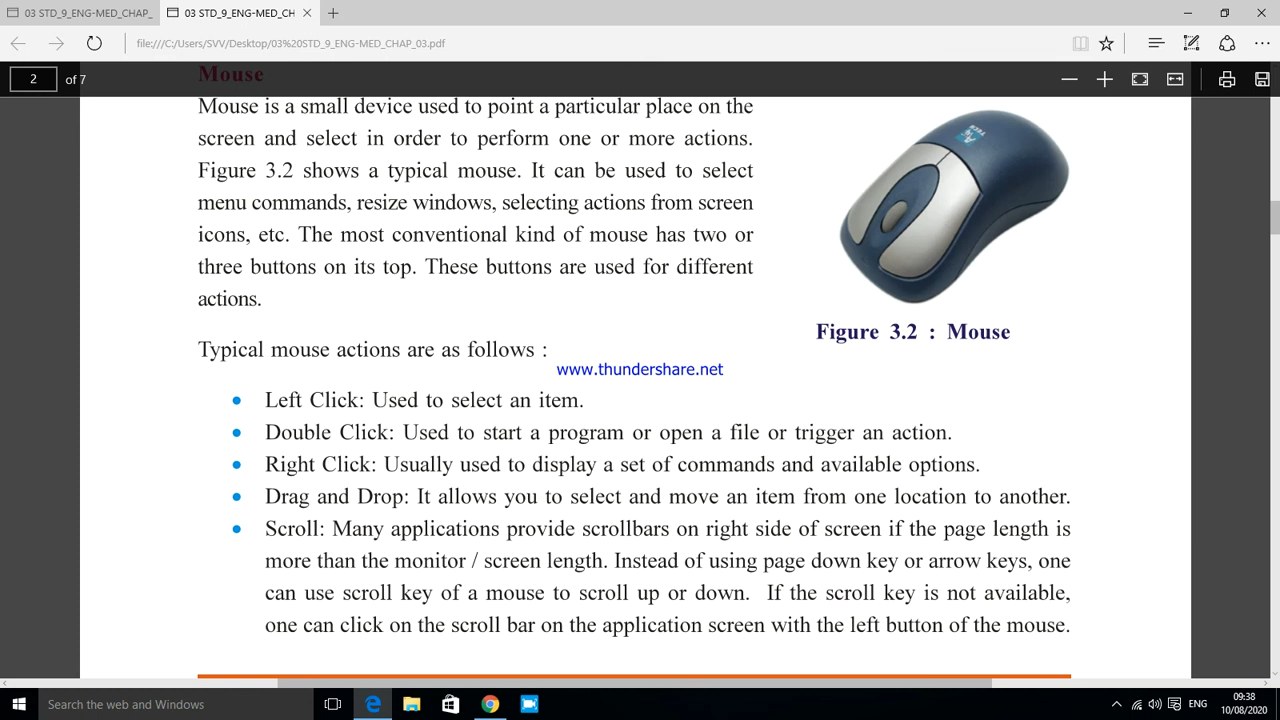 03 STD_9_ENG-MED_CHAP_
03 STD_9_ENG-MED_CH
file:///C:/Users/SVV/Desktop/03%20STD_9_ENG-MED_CHAP_03.pdf
2 of 7
Mouse
Mouse is a small device used to point a particular place on the
screen and select in order to perform one or more actions.
Figure 3.2 shows a typical mouse. It can be used to select
menu commands, resize windows, selecting actions from screen
icons, etc. The most conventional kind of mouse has two or
three buttons on its top. These buttons are used for different
actions.
TECH
Figure 3.2 : Mouse
Typical mouse actions are as follows :
www.thundershare.net
• Left Click: Used to select an item.
• Double Click: Used to start a program or open a file or trigger an action.
• Right Click: Usually used to display a set of commands and available options.
• Drag and Drop: It allows you to select and move an item from one location to another.
• Scroll: Many applications provide scrollbars on right side of screen if the page length is
more than the monitor / screen length. Instead of using page down key or arrow keys, one
can use scroll key of a mouse to scroll up or down. If the scroll key is not available,
one can click on the scroll bar on the application screen with the left button of the mouse.
Search the web and Windows
ENG
09:38
10/08/2020